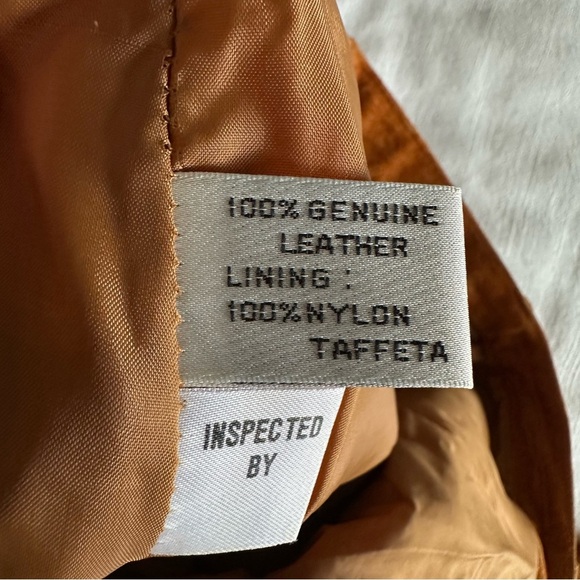 100% GENUINE
LEATHER
LINING :
100% NYLON
TAFFETA
INSPECTED
BY